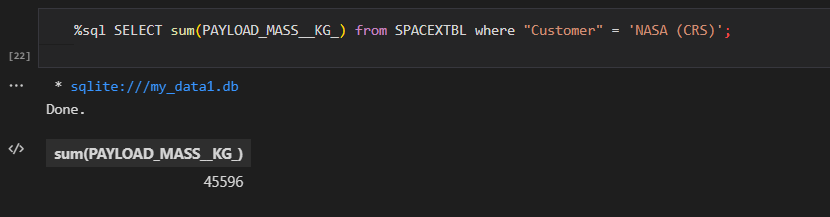 %sql SELECT sum(PAYLOAD_MASS__KG_) from SPACEXTBL where "Customer" = 'NASA (CRS)';
[22]
... * sqlite:///my_data1.db
Done.
</> sum(PAYLOAD_MASS__KG_)
45596